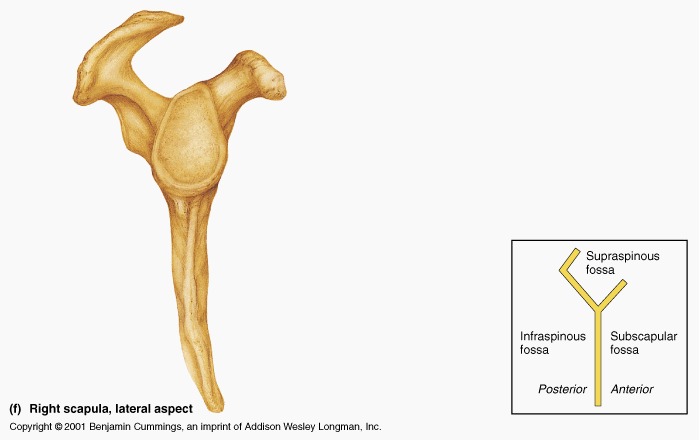 Supraspinous
fossa
Infraspinous
fossa
Subscapular
fossa
Posterior
Anterior
(f) Right scapula, lateral aspect
Copyright © 2001 Benjamin Cummings, an imprint of Addison Wesley Longman, Inc.